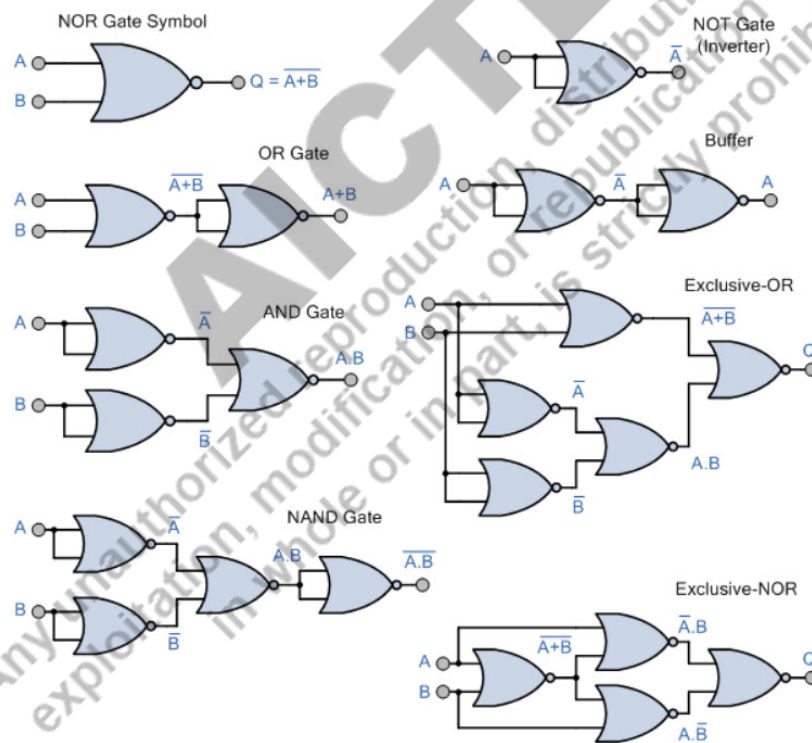 NOR Gate Symbol
A
B
Q = A̅+̅B̅
NOT Gate
(Inverter)
A
A̅
OR Gate
A
B
A̅+̅B̅
A+B
Buffer
A
A̅
A
AND Gate
A
B
A̅
B̅
A.B
Exclusive-OR
A
B
A̅+̅B̅
A̅
B̅
A.B
Q
NAND Gate
A
B
A̅
B̅
A.B
A̅.̅B̅
Exclusive-NOR
A
B
A̅+̅B̅
A̅.B
A.B̅
Q
AICTE
Any unauthorized reproduction, distribution
exploitation, modification, or republication
in whole or in part, is strictly